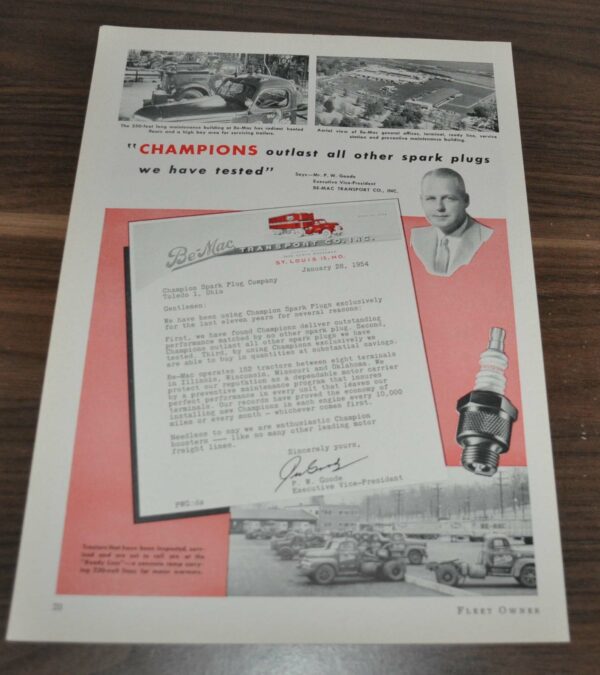 The 350-foot long maintenance building at Be-Mac has radiant heated
floors and a high bay area for servicing trailers.
Aerial view of Be-Mac general offices, terminal, ready line, service
station and preventive maintenance building.
"CHAMPIONS outlast all other spark plugs
we have tested"
Says—Mr. P. W. Goode
Executive Vice-President
BE-MAC TRANSPORT CO., INC.
Be-Mac
TRANSPORT CO., INC.
ST. LOUIS 15, MO.
January 28, 1954
Champion Spark Plug Company
Toledo 1, Ohio
Gentlemen:
We have been using Champion Spark Plugs exclusively
for the last eleven years for several reasons:
First, we have found Champions deliver outstanding
performance matched by no other spark plug. Second,
Champions outlast all other spark plugs we have
tested. Third, by using Champions exclusively we
are able to buy in quantities at substantial savings.
Be-Mac operates 152 tractors between eight terminals
in Illinois, Wisconsin, Missouri and Oklahoma. We
protect our reputation as a dependable motor carrier
by a preventive maintenance program that insures
perfect performance in every unit that leaves our
terminals. Our records have proved the economy of
installing new Champions in each engine every 10,000
miles or every month - whichever comes first.
Needless to say we are enthusiastic Champion
boosters -- like so many other leading motor
freight lines.
Sincerely yours,
P. W. Goode
Executive Vice-President
PWG:ds
Tractors that have been inspected, serv-
iced and are set to roll are at the
"Ready Line"—a concrete ramp carry-
ing 220-volt lines for motor warmers.
BE-MAC
20
FLEET OWNER